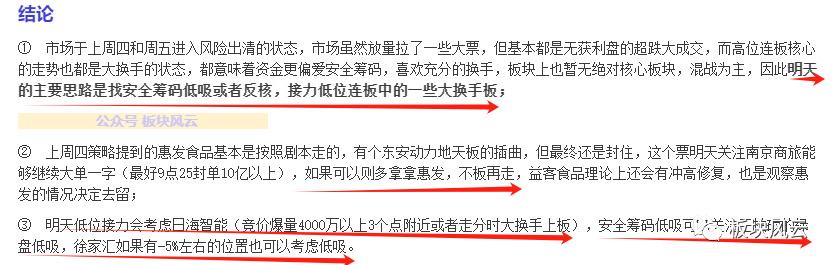 结论
① 市场于上周四和周五进入风险出清的状态，市场虽然放量拉了一些大票，但基本都是无获利盘的超跌大成交，而高位连板核心
的走势也都是大换手的状态，都意味着资金更偏爱安全筹码，喜欢充分的换手，板块上也暂无绝对核心板块，混战为主，因此明天
的主要思路是找安全筹码低吸或者反核，接力低位连板中的一些大换手板；
公众号 板块风云
② 上周四策略提到的惠发食品基本是按照剧本走的，有个东安动力地天板的插曲，但最终还是封住，这个票明天关注南京商旅能
够继续大单一字（最好9点25封单10亿以上），如果可以则多拿拿惠发，不板再走，益客食品理论上还会有冲高修复，也是观察惠
发的情况决定去留；
③ 明天低位接力会考虑日海智能（竞价爆量4000万以上3个点附近或者走分时大换手上板），安全筹码低吸可
盘低吸，徐家汇如果有-5%左右的位置也可以考虑低吸。
板块风云